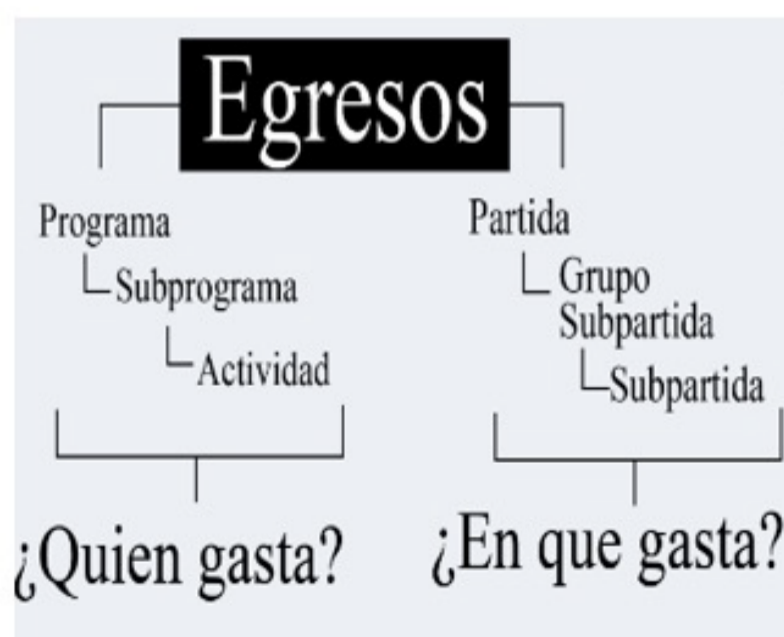 Egresos
Programa
Subprograma
Actividad
¿Quien gasta?
Partida
Grupo
Subpartida
Subpartida
¿En que gasta?